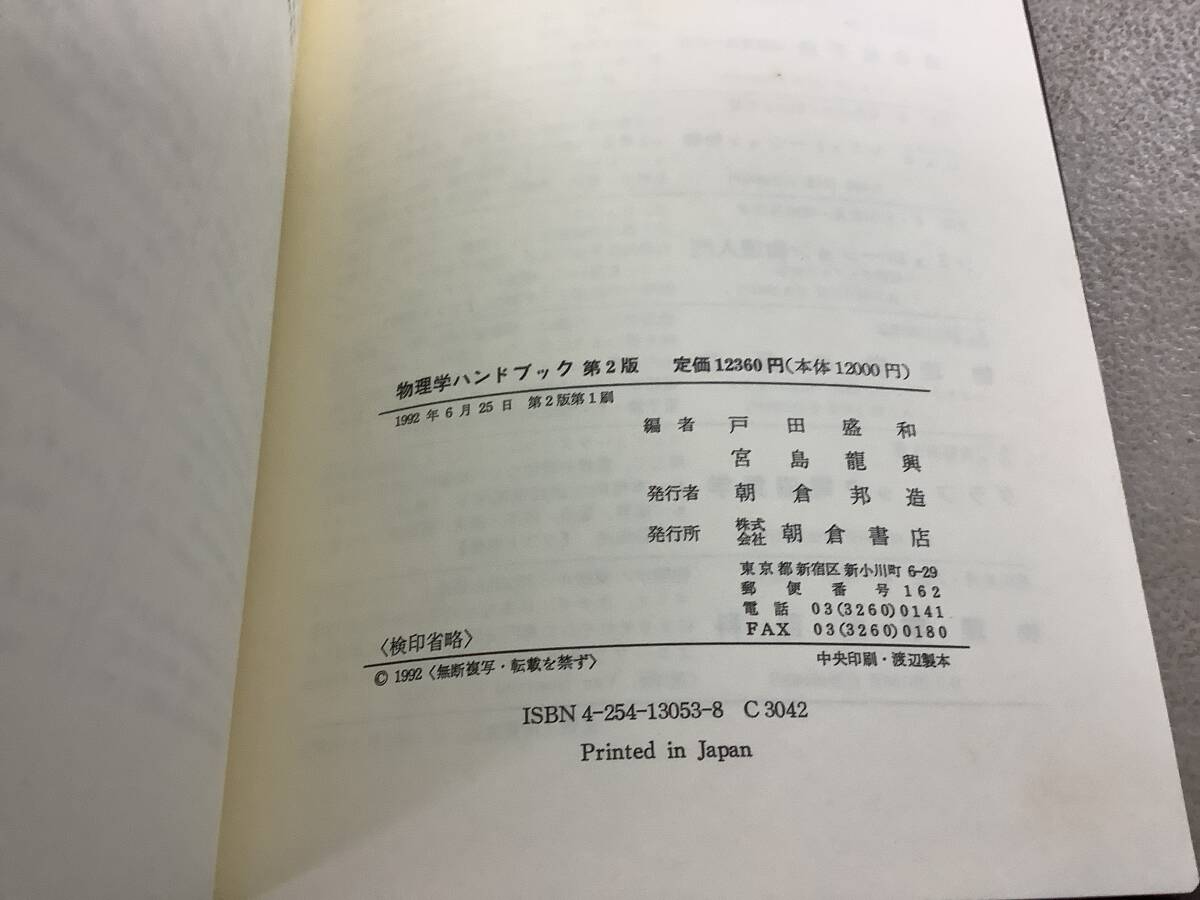 物理学ハンドブック 第2版 定価12360円(本体12000円)
1992年6月25日 第2版第1刷
編者 戸田盛和
宮島龍興
発行者 朝倉邦造
発行所 株式会社 朝倉書店
東京都新宿区新小川町6-29
郵便番号 162
電話 03(3260)0141
FAX 03(3260)0180
〈検印省略〉
© 1992〈無断複写・転載を禁ず〉 中央印刷・渡辺製本
ISBN 4-254-13053-8 C 3042
Printed in Japan